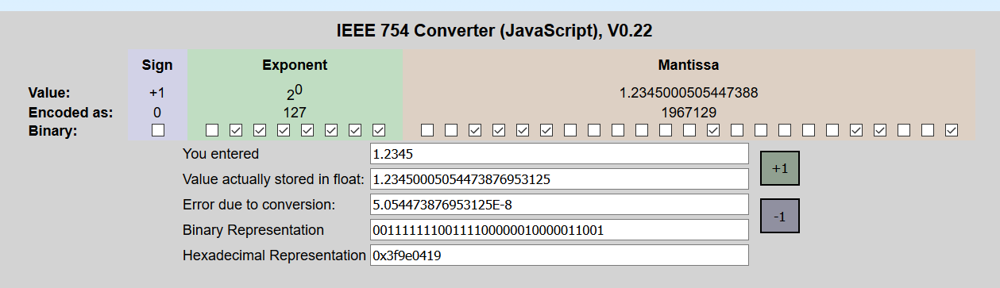 IEEE 754 Converter (JavaScript), V0.22
Sign Exponent Mantissa
Value: +1 2^0 1.2345000505447388
Encoded as: 0 127 1967129
Binary:
You entered 1.2345
+1
Value actually stored in float: 1.23450005054473876953125
Error due to conversion: 5.054473876953125E-8
-1
Binary Representation 00111111100111100000010000011001
Hexadecimal Representation 0x3f9e0419